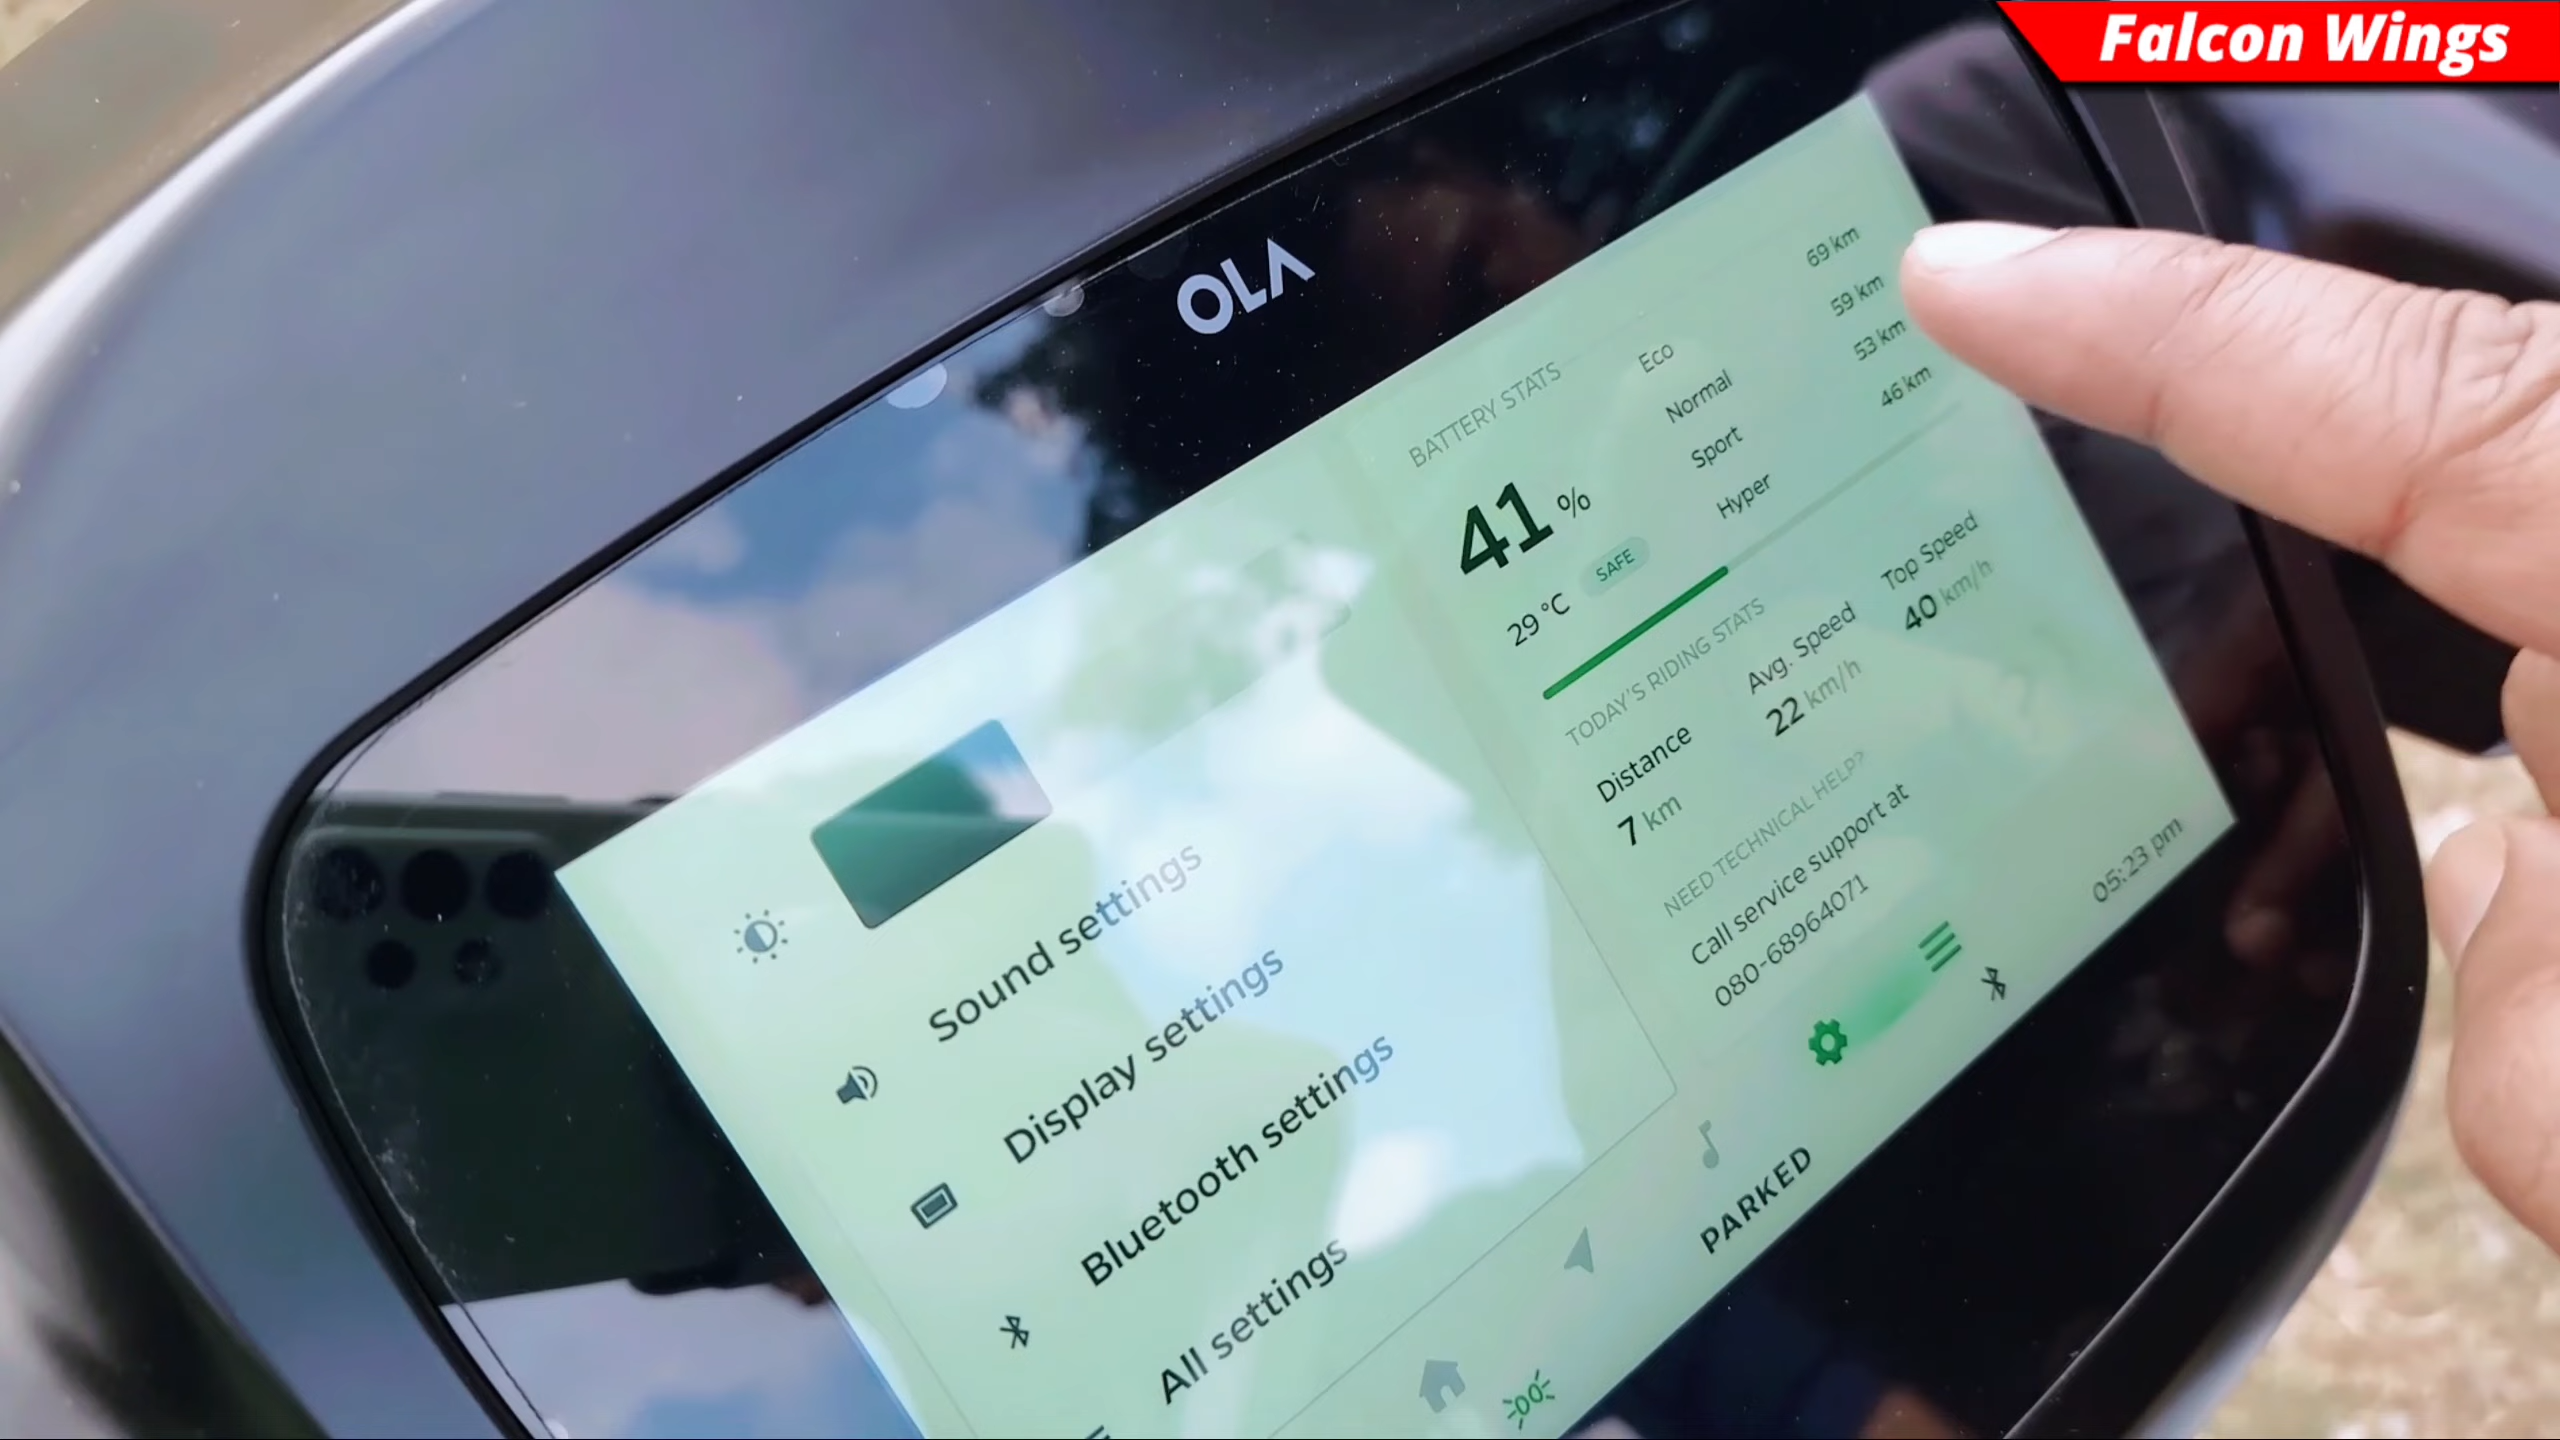 Falcon Wings
OLA
BATTERY STATS
41 %
29 °C SAFE
Eco 69 km
Normal 59 km
Sport 53 km
Hyper 46 km
TODAY'S RIDING STATS
Distance
7 km
Avg. Speed
22 km/h
Top Speed
40 km/h
NEED TECHNICAL HELP?
Call service support at
080-68964071
Sound settings
Display settings
Bluetooth settings
All settings
PARKED
05:23 pm